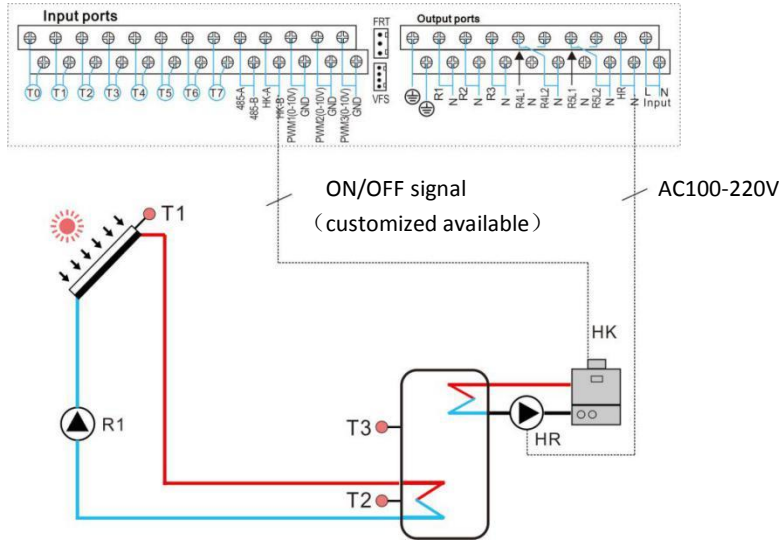 Input ports
FRT
Output ports
T0 T1 T2 T3 T4 T5 T6 T7 485-A 485-B HK-A HK-B PWM1(0-10V) GND PWM2(0-10V) GND PWM3(0-10V)
VFS
R1 N R2 N R3 N R4L1 N R4L2 N R5L1 N R5L2 N HR N L N
Input
ON/OFF signal
（customized available）
AC100-220V
T1
HK
R1
T3
HR
T2